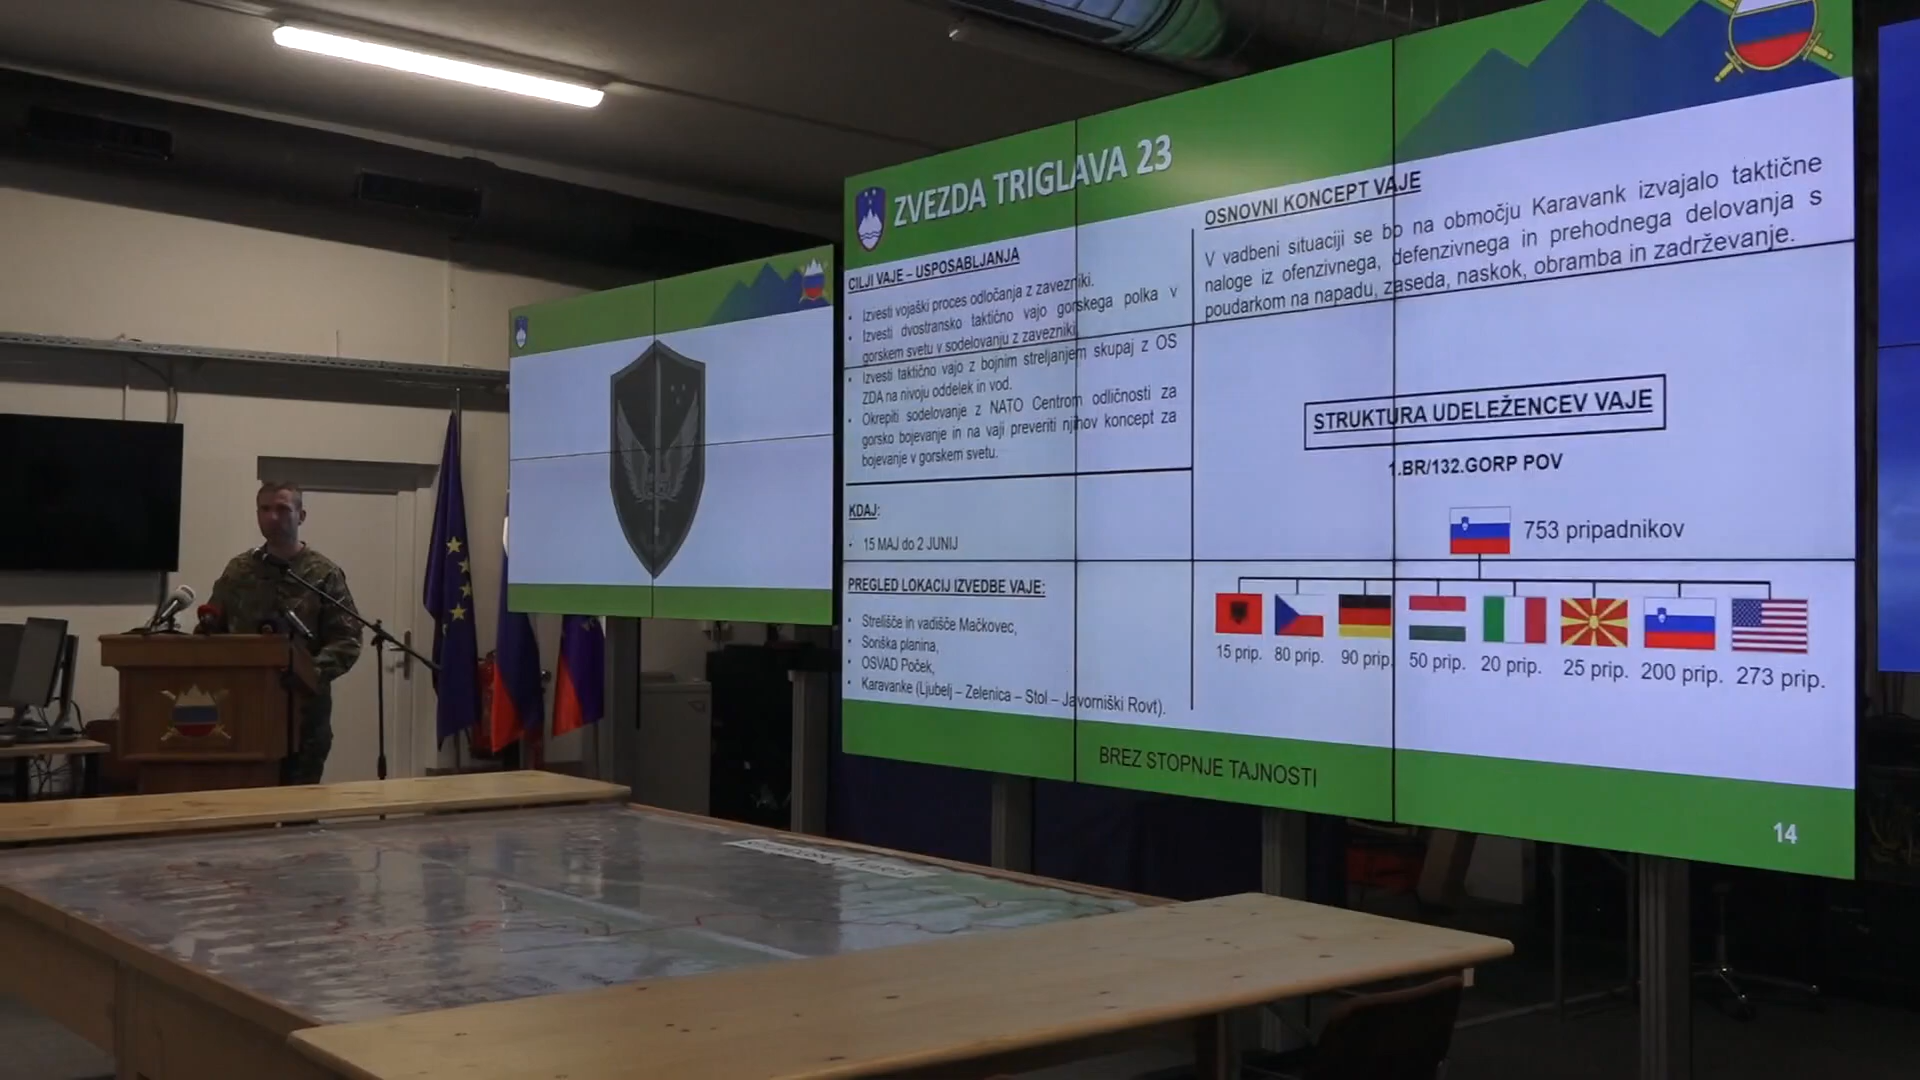 ZVEZDA TRIGLAVA 23
CILJI VAJE – USPOSABLJANJA
• Izvesti vojaški proces odločanja z zavezniki.
• Izvesti dvostransko taktično vajo gorskega polka v
gorskem svetu v sodelovanju z zavezniki.
• Izvesti taktično vajo z bojnim streljanjem skupaj z OS
ZDA na nivoju oddelek in vod.
• Okrepiti sodelovanje z NATO Centrom odličnosti za
gorsko bojevanje in na vaji preveriti njihov koncept za
bojevanje v gorskem svetu.
KDAJ:
- 15 MAJ do 2 JUNIJ
PREGLED LOKACIJ IZVEDBE VAJE:
• Strelišče in vadišče Mačkovec,
• Soriška planina,
• OSVAD Poček,
• Karavanke (Ljubelj – Zelenica – Stol – Javorniški Rovt).
OSNOVNI KONCEPT VAJE
V vadbeni situaciji se bo na območju Karavank izvajalo taktične
naloge iz ofenzivnega, defenzivnega in prehodnega delovanja s
poudarkom na napadu, zaseda, naskok, obramba in zadrževanje.
STRUKTURA UDELEŽENCEV VAJE
1.BR/132.GORP POV
753 pripadnikov
15 prip. 80 prip. 90 prip. 50 prip. 20 prip. 25 prip. 200 prip. 273 prip.
BREZ STOPNJE TAJNOSTI
14